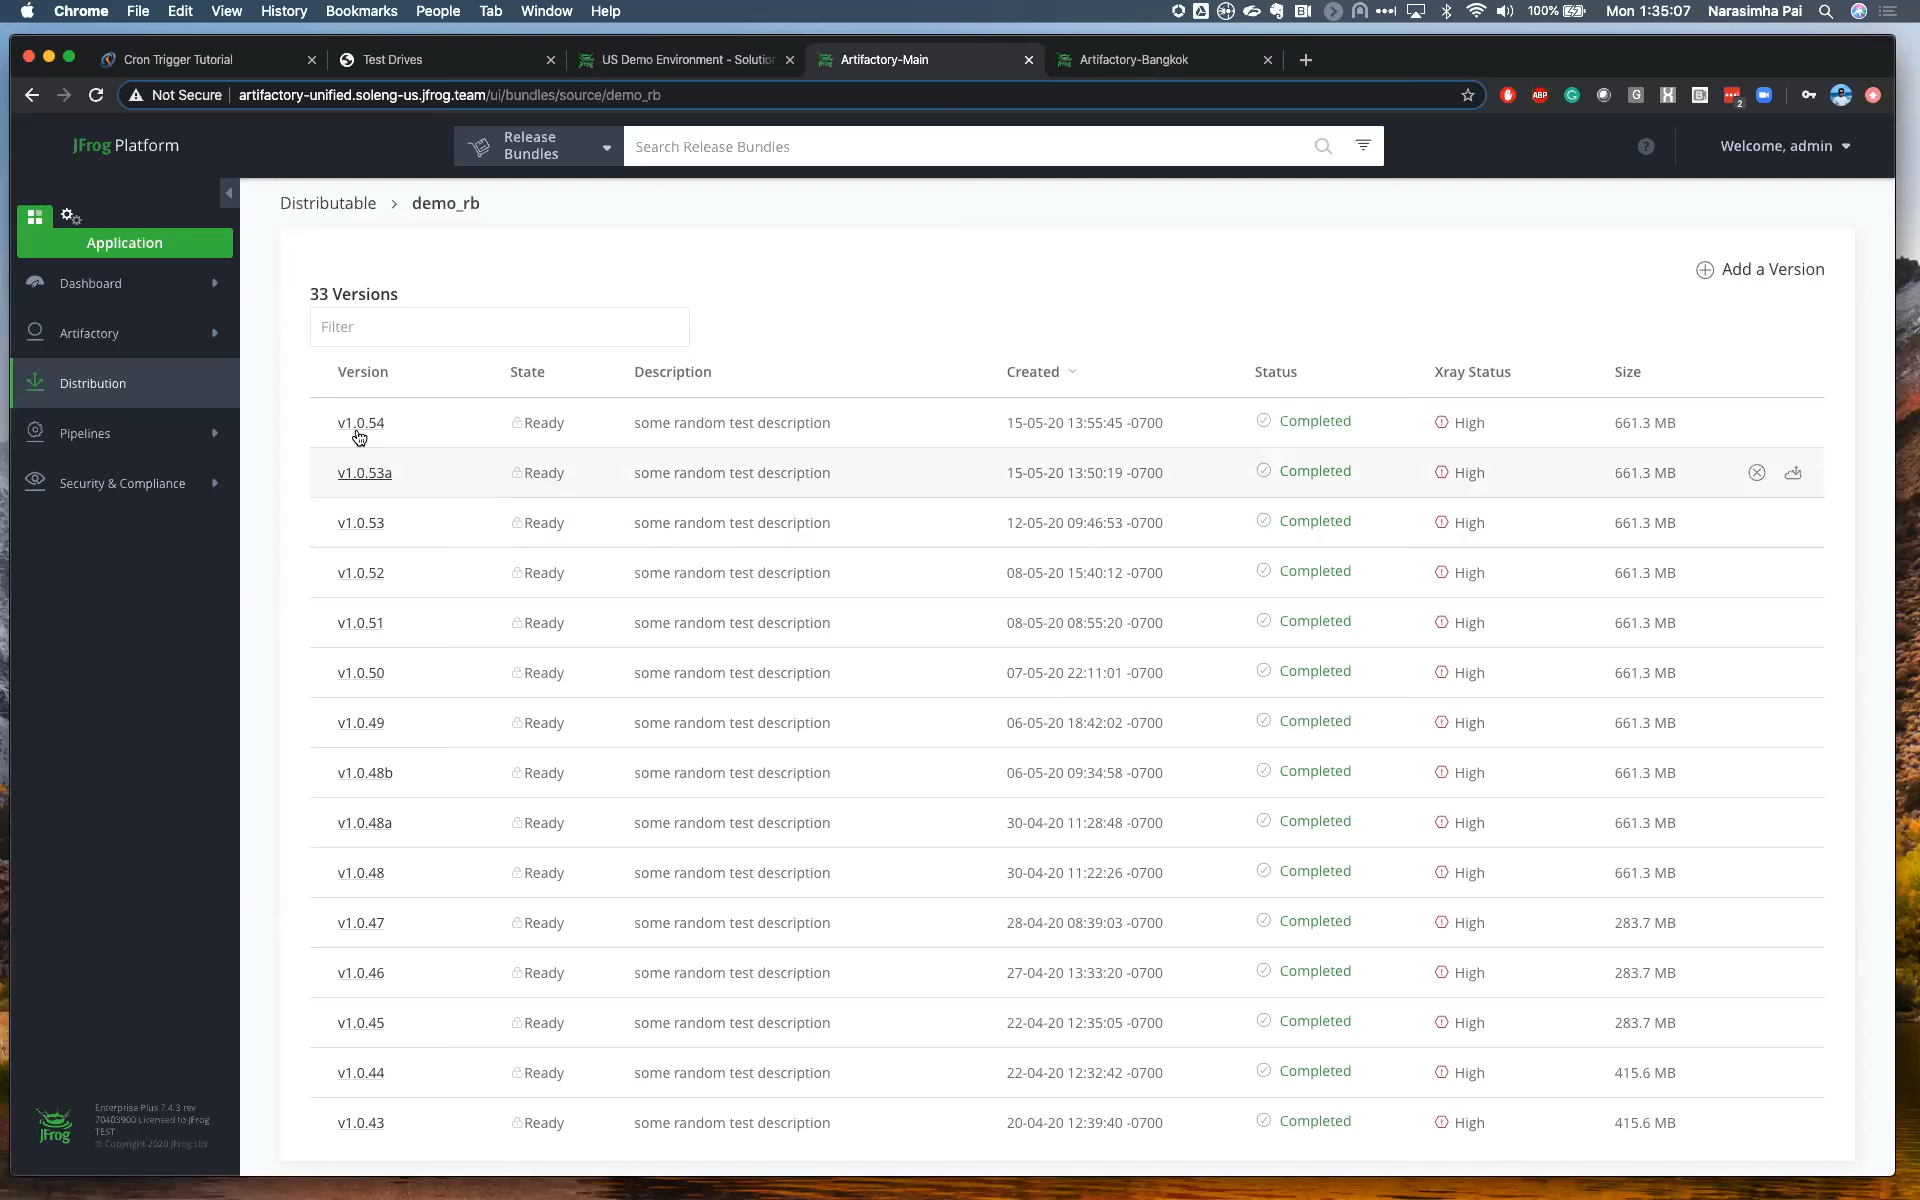 Chrome File Edit View History Bookmarks People Tab Window Help 100% Mon 1:35:07 Narasimha Pai
Cron Trigger Tutorial Test Drives US Demo Environment - Solution Artifactory-Main Artifactory-Bangkok
Not Secure artifactory-unified.soleng-us.jfrog.team/ui/bundles/source/demo_rb ABP 2
JFrog Platform Release Bundles Search Release Bundles Welcome, admin
Application
Dashboard
Artifactory
Distribution
Pipelines
Security & Compliance
Distributable > demo_rb
Add a Version
33 Versions
Filter
Version State Description Created Status Xray Status Size
v1.0.54 Ready some random test description 15-05-20 13:55:45 -0700 Completed High 661.3 MB
v1.0.53a Ready some random test description 15-05-20 13:50:19 -0700 Completed High 661.3 MB
v1.0.53 Ready some random test description 12-05-20 09:46:53 -0700 Completed High 661.3 MB
v1.0.52 Ready some random test description 08-05-20 15:40:12 -0700 Completed High 661.3 MB
v1.0.51 Ready some random test description 08-05-20 08:55:20 -0700 Completed High 661.3 MB
v1.0.50 Ready some random test description 07-05-20 22:11:01 -0700 Completed High 661.3 MB
v1.0.49 Ready some random test description 06-05-20 18:42:02 -0700 Completed High 661.3 MB
v1.0.48b Ready some random test description 06-05-20 09:34:58 -0700 Completed High 661.3 MB
v1.0.48a Ready some random test description 30-04-20 11:28:48 -0700 Completed High 661.3 MB
v1.0.48 Ready some random test description 30-04-20 11:22:26 -0700 Completed High 661.3 MB
v1.0.47 Ready some random test description 28-04-20 08:39:03 -0700 Completed High 283.7 MB
v1.0.46 Ready some random test description 27-04-20 13:33:20 -0700 Completed High 283.7 MB
v1.0.45 Ready some random test description 22-04-20 12:35:05 -0700 Completed High 283.7 MB
v1.0.44 Ready some random test description 22-04-20 12:32:42 -0700 Completed High 415.6 MB
v1.0.43 Ready some random test description 20-04-20 12:39:40 -0700 Completed High 415.6 MB
JFrog
Enterprise Plus 7.4.3 rev
70403900 Licensed to JFrog
TEST
© Copyright 2020 JFrog Ltd